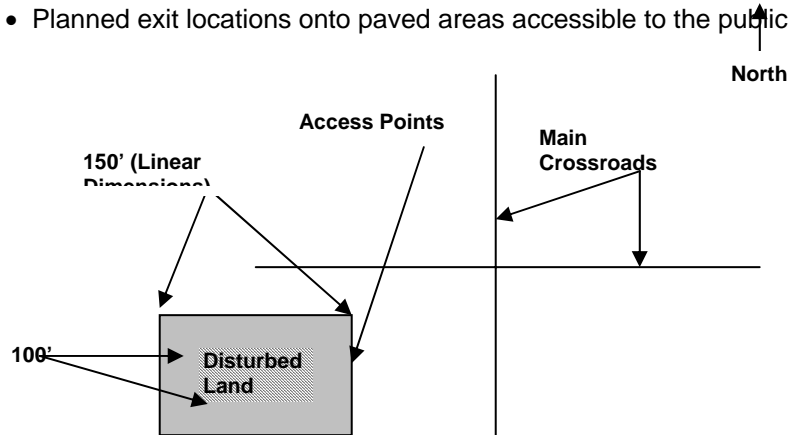 • Planned exit locations onto paved areas accessible to the public
North
Access Points
Main
Crossroads
150’ (Linear
Dimensions)
100’
Disturbed
Land